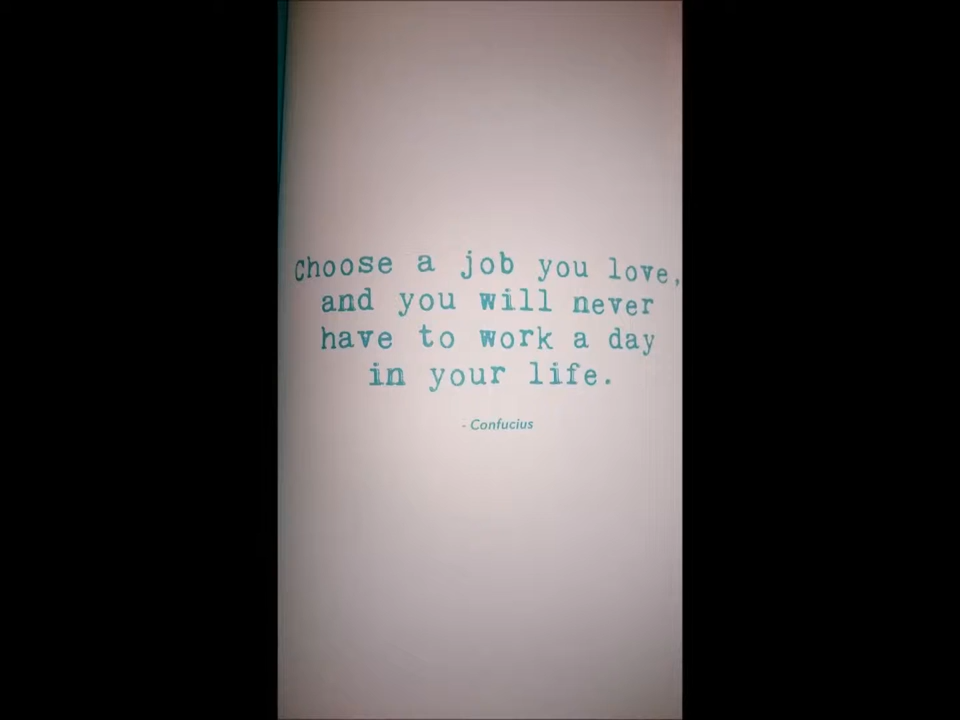 Choose a job you love,
and you will never
have to work a day
in your life.
- Confucius